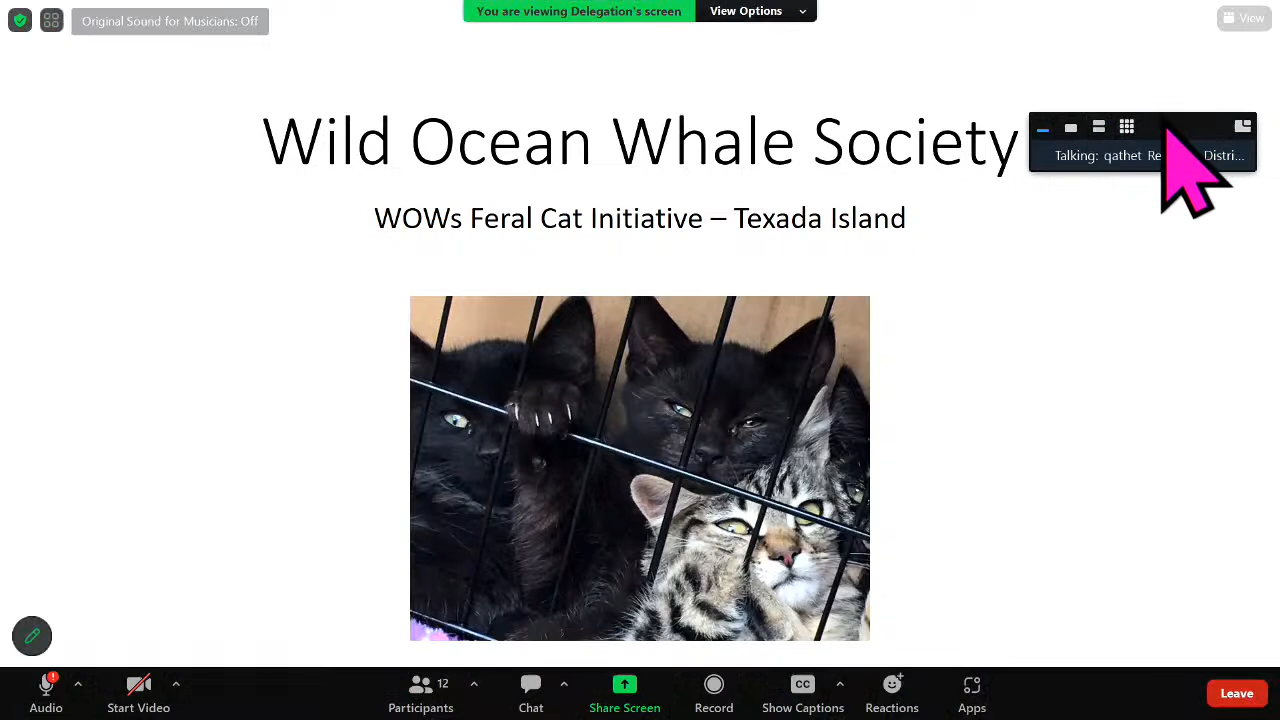 Original Sound for Musicians: Off
You are viewing Delegation's screen
View Options
View
Wild Ocean Whale Society
Talking: qathet Re Distri...
WOWs Feral Cat Initiative – Texada Island
Audio
Start Video
12
Participants
Chat
Share Screen
Record
CC
Show Captions
Reactions
Apps
Leave